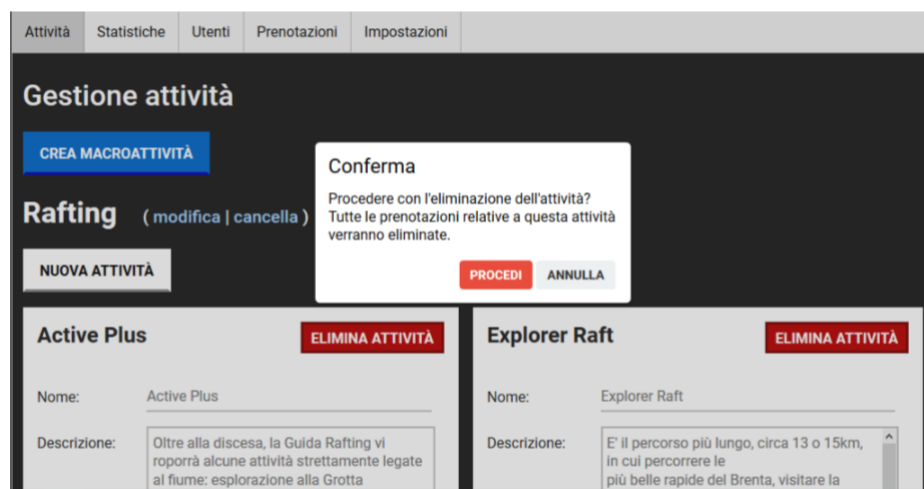 Attività Statistiche Utenti Prenotazioni Impostazioni
Gestione attività
CREA MACROATTIVITÀ
Conferma
Procedere con l'eliminazione dell'attività?
Tutte le prenotazioni relative a questa attività
verranno eliminate.
PROCEDI ANNULLA
Rafting ( modifica | cancella )
NUOVA ATTIVITÀ
Active Plus ELIMINA ATTIVITÀ
Nome: Active Plus
Descrizione: Oltre alla discesa, la Guida Rafting vi
roporrà alcune attività strettamente legate
al fiume: esplorazione alla Grotta
Explorer Raft ELIMINA ATTIVITÀ
Nome: Explorer Raft
Descrizione: E' il percorso più lungo, circa 13 o 15km,
in cui percorrere le
più belle rapide del Brenta, visitare la